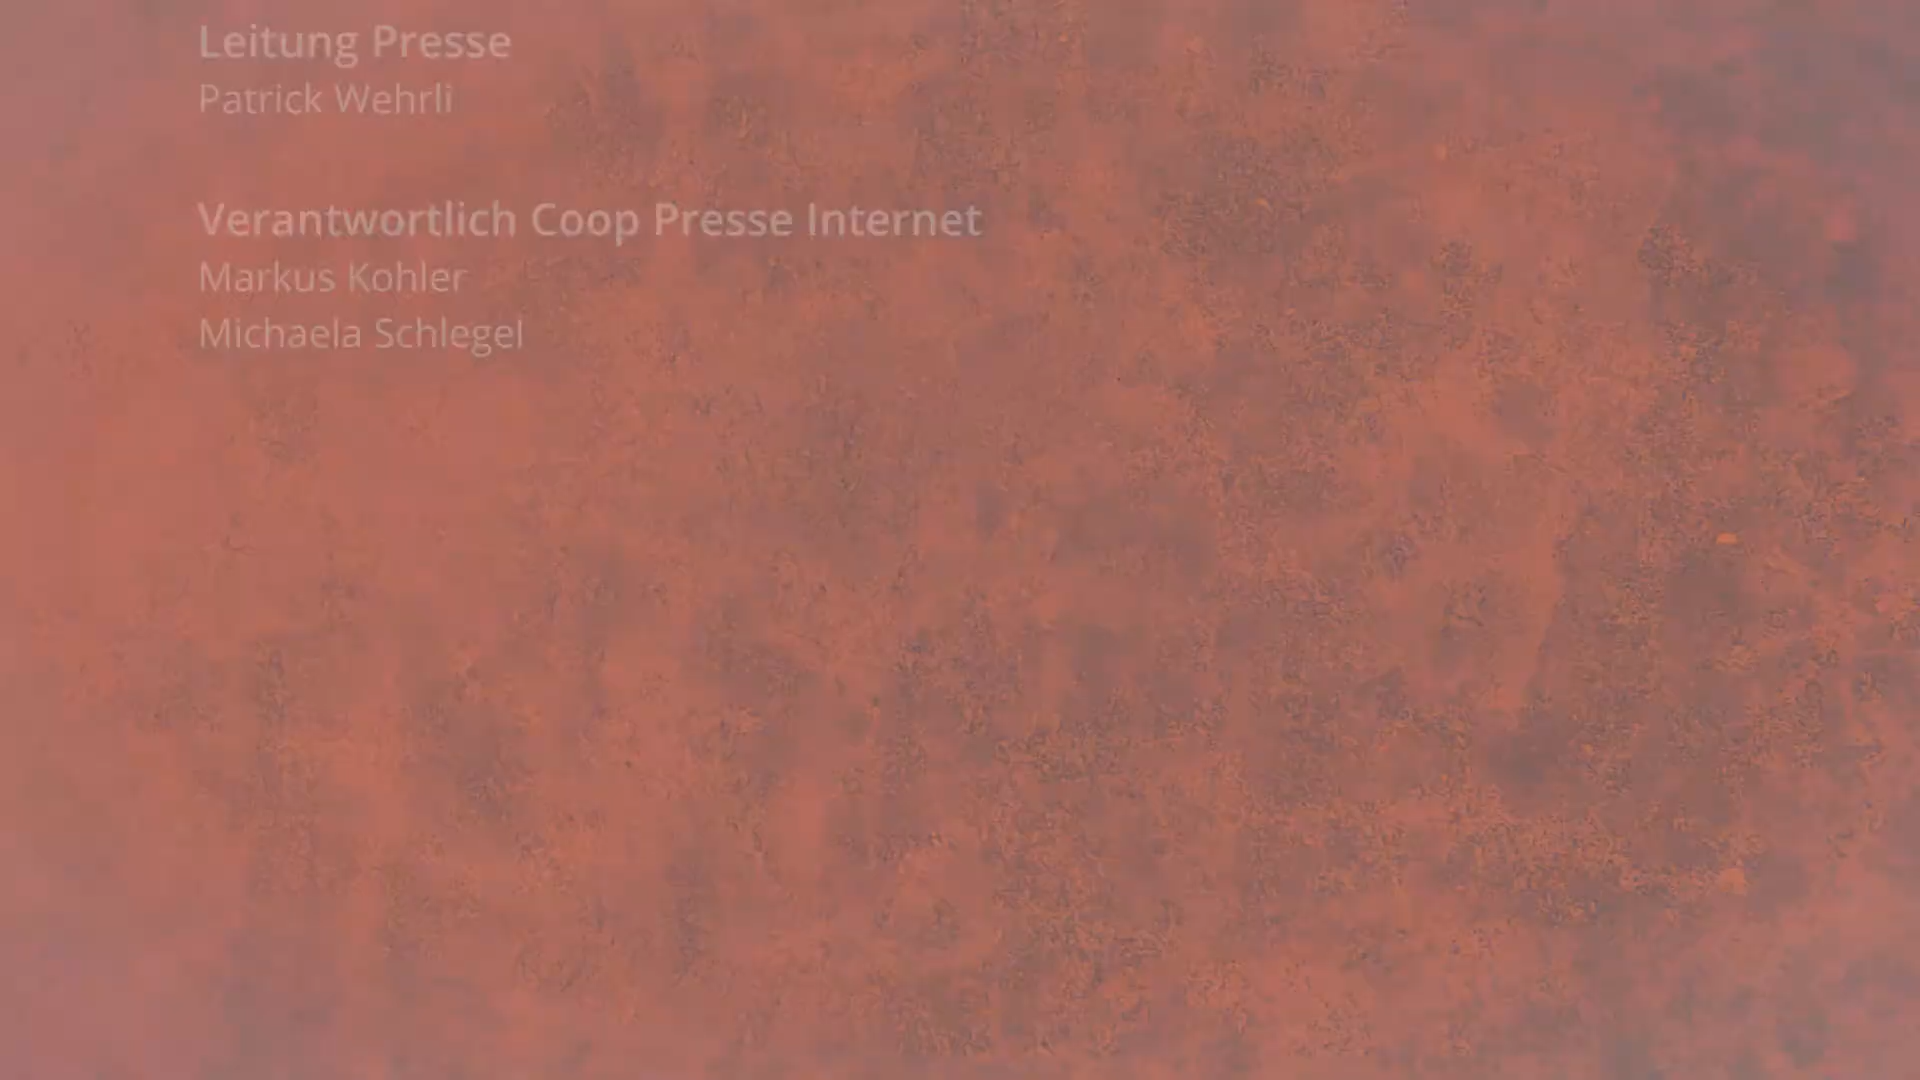 Leitung Presse
Patrick Wehrli
Verantwortlich Coop Presse Internet
Markus Kohler
Michaela Schlegel